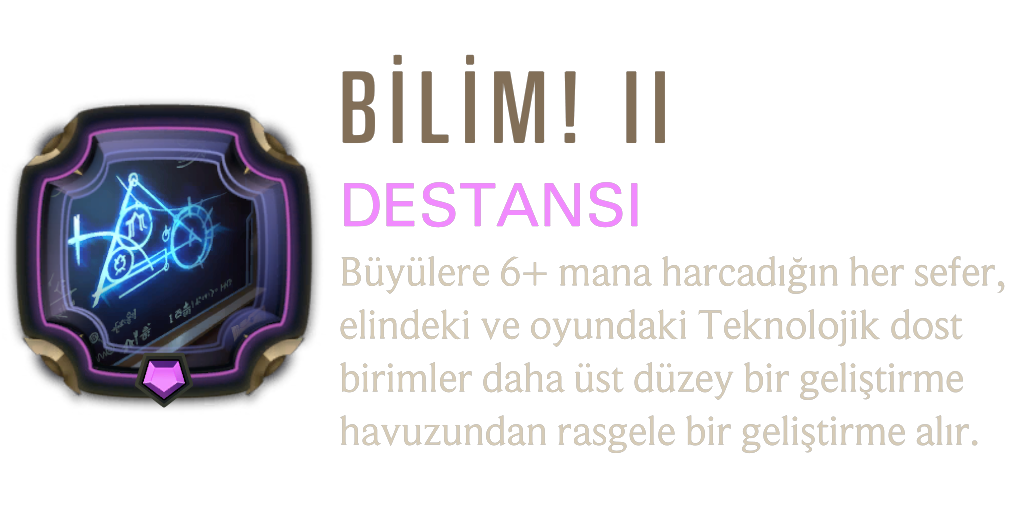 BİLİM! II
DESTANSI
Büyülere 6+ mana harcadığın her sefer,
elindeki ve oyundaki Teknolojik dost
birimler daha üst düzey bir geliştirme
havuzundan rasgele bir geliştirme alır.